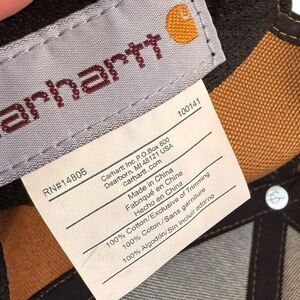 arhartt
RN#14806
100141
Carhartt Inc. P.O. Box 600
Dearborn, MI 48121 USA
carhartt.com
Made in China
Fabriqué en Chine
Hecho en China
100% Cotton/Exclusive of Trimming
100% Coton/Sans garniture
100% Algodón/Sin incluir adorno